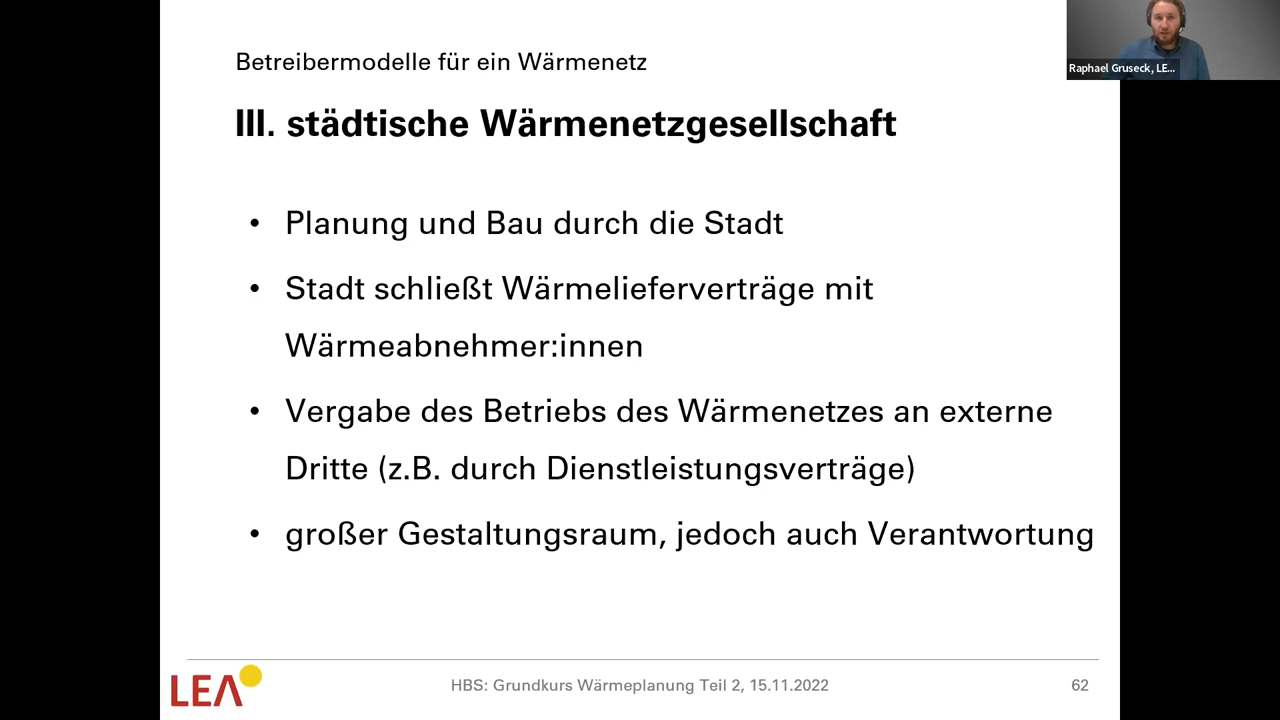 Betreibermodelle für ein Wärmenetz
Raphael Gruseck, LE...
III. städtische Wärmenetzgesellschaft
• Planung und Bau durch die Stadt
• Stadt schließt Wärmelieferverträge mit
Wärmeabnehmer:innen
• Vergabe des Betriebs des Wärmenetzes an externe
Dritte (z.B. durch Dienstleistungsverträge)
• großer Gestaltungsraum, jedoch auch Verantwortung
LEA
HBS: Grundkurs Wärmeplanung Teil 2, 15.11.2022
62